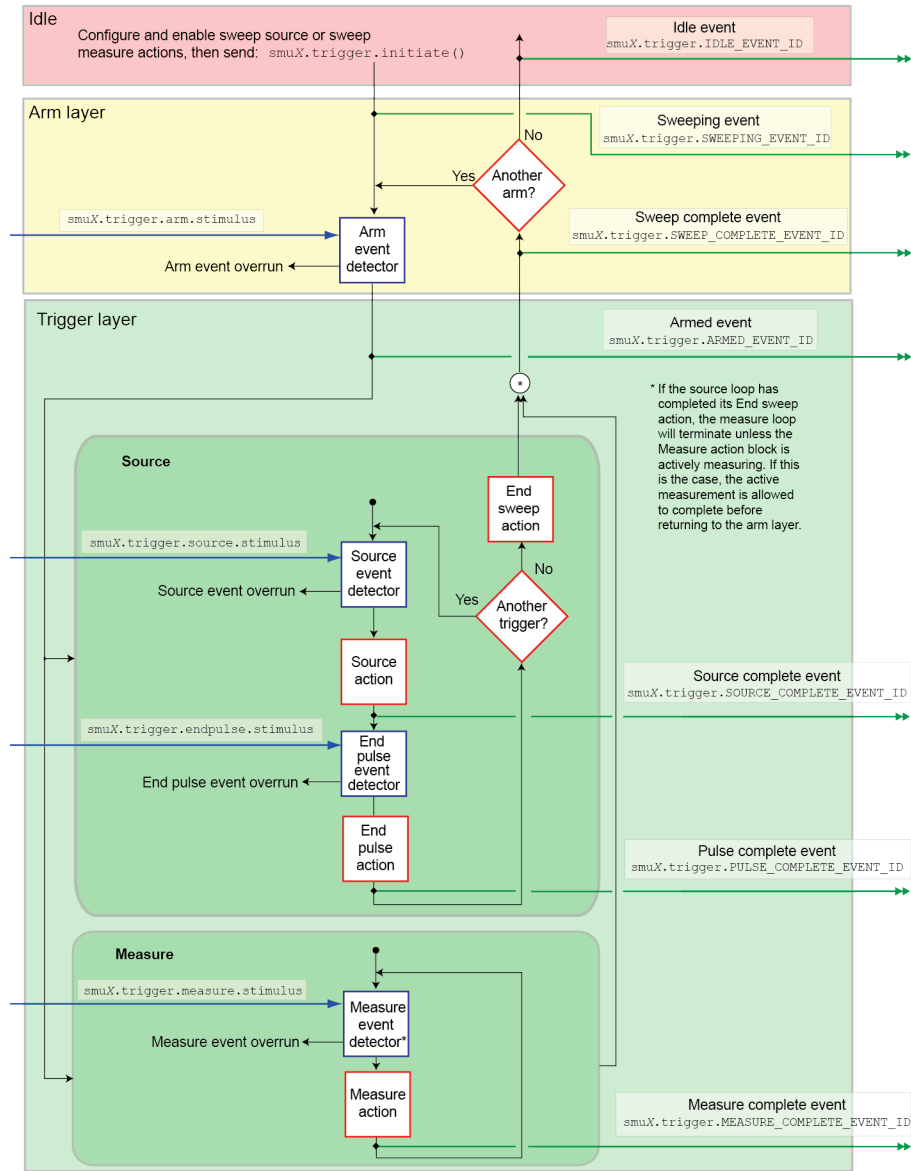 Idle
Configure and enable sweep source or sweep
measure actions, then send: smuX.trigger.initiate()
Idle event
smuX.trigger.IDLE_EVENT_ID
Arm layer
Sweeping event
smuX.trigger.SWEEPING_EVENT_ID
No
Yes
Another
arm?
smuX.trigger.arm.stimulus
Arm
event
detector
Arm event overrun
Sweep complete event
smuX.trigger.SWEEP_COMPLETE_EVENT_ID
Trigger layer
Armed event
smuX.trigger.ARMED_EVENT_ID
*
* If the source loop has
completed its End sweep
action, the measure loop
will terminate unless the
Measure action block is
actively measuring. If this
is the case, the active
measurement is allowed
to complete before
returning to the arm layer.
Source
End
sweep
action
smuX.trigger.source.stimulus
Source
event
detector
Source event overrun
No
Yes
Another
trigger?
Source
action
Source complete event
smuX.trigger.SOURCE_COMPLETE_EVENT_ID
smuX.trigger.endpulse.stimulus
End
pulse
event
detector
End pulse event overrun
End
pulse
action
Pulse complete event
smuX.trigger.PULSE_COMPLETE_EVENT_ID
Measure
smuX.trigger.measure.stimulus
Measure
event
detector*
Measure event overrun
Measure
action
Measure complete event
smuX.trigger.MEASURE_COMPLETE_EVENT_ID